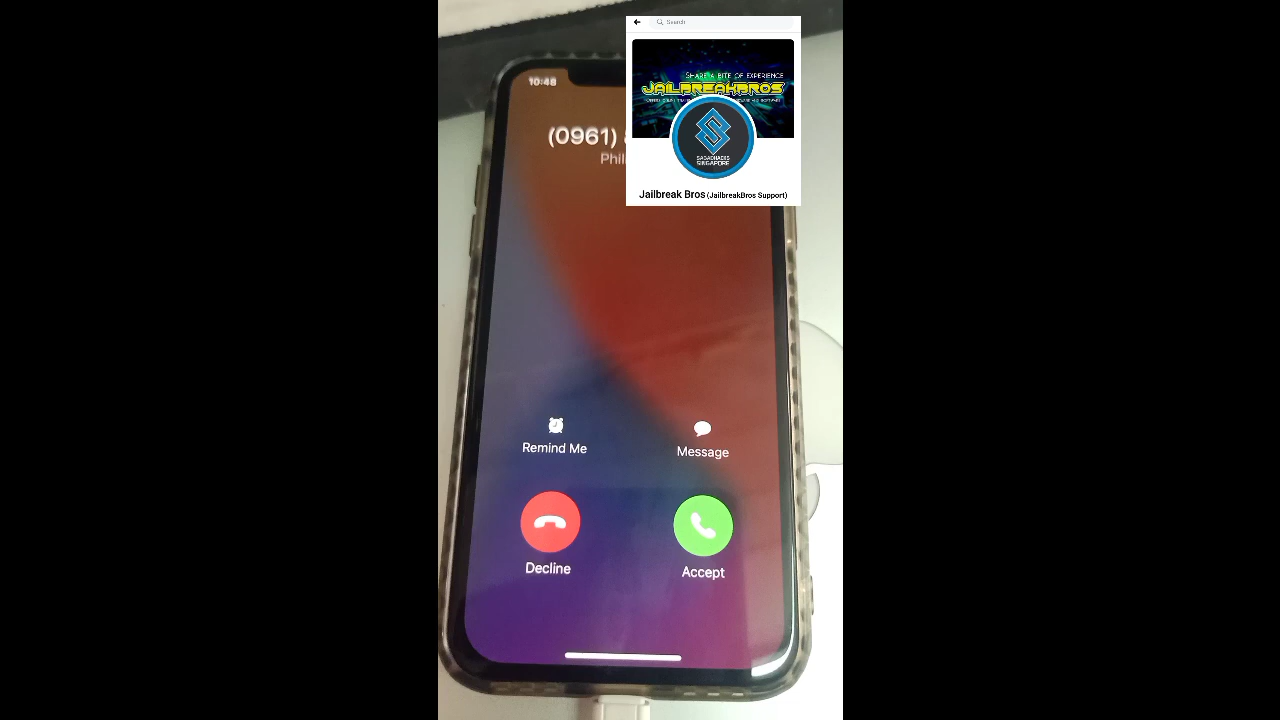 10:48
(0961)
Search
SHARE A BITE OF EXPERIENCE
JAILBREAKBROS
SABAQHACKS
SINGAPORE
Jailbreak Bros (JailbreakBros Support)
Remind Me
Message
Decline
Accept